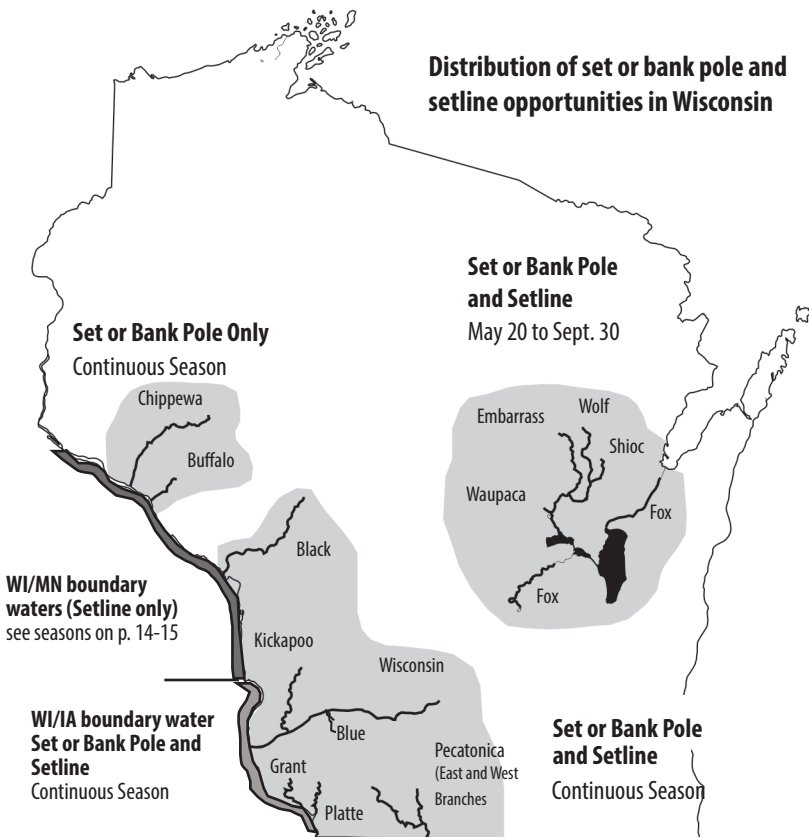 Distribution of set or bank pole and
setline opportunities in Wisconsin
Set or Bank Pole
and Setline
May 20 to Sept. 30
Set or Bank Pole Only
Continuous Season
Chippewa
Buffalo
Embarrass
Wolf
Shioc
Waupaca
Fox
Fox
Black
WI/MN boundary
waters (Setline only)
see seasons on p. 14-15
Kickapoo
Wisconsin
WI/IA boundary water
Set or Bank Pole and
Setline
Continuous Season
Blue
Grant
Platte
Pecatonica
(East and West
Branches
Set or Bank Pole
and Setline
Continuous Season